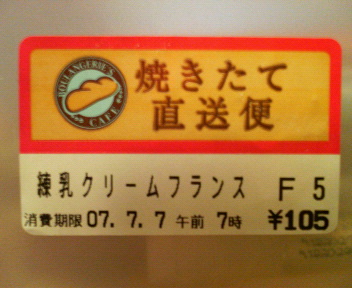 BOULANGERIE'S
CAFE
焼きたて
直送便
練乳クリームフランス F 5
消費期限 07. 7. 7 午前 7時 ¥105